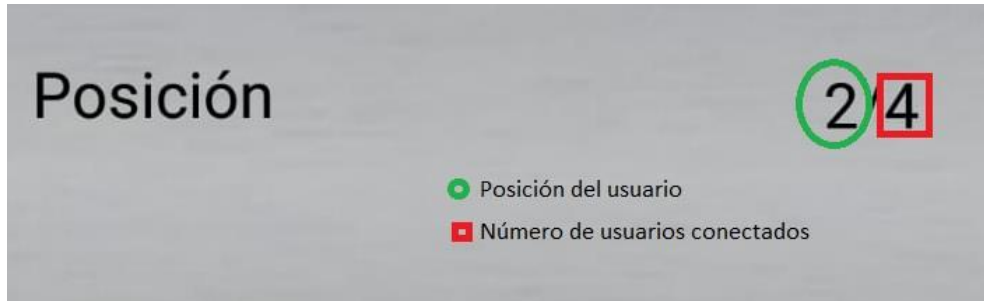 Posición 2/4
Posición del usuario
Número de usuarios conectados